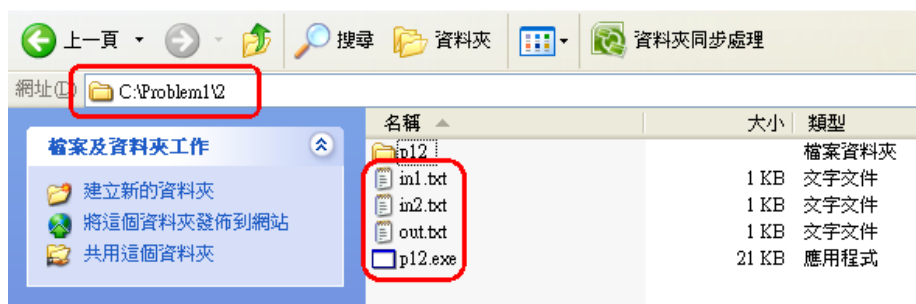 上一頁 搜尋 資料夾 資料夾同步處理
網址(D) C:\Problem1\2
名稱 大小 類型
檔案及資料夾工作
建立新的資料夾
將這個資料夾發佈到網站
共用這個資料夾
p12 檔案資料夾
in1.txt 1 KB 文字文件
in2.txt 1 KB 文字文件
out.txt 1 KB 文字文件
p12.exe 21 KB 應用程式